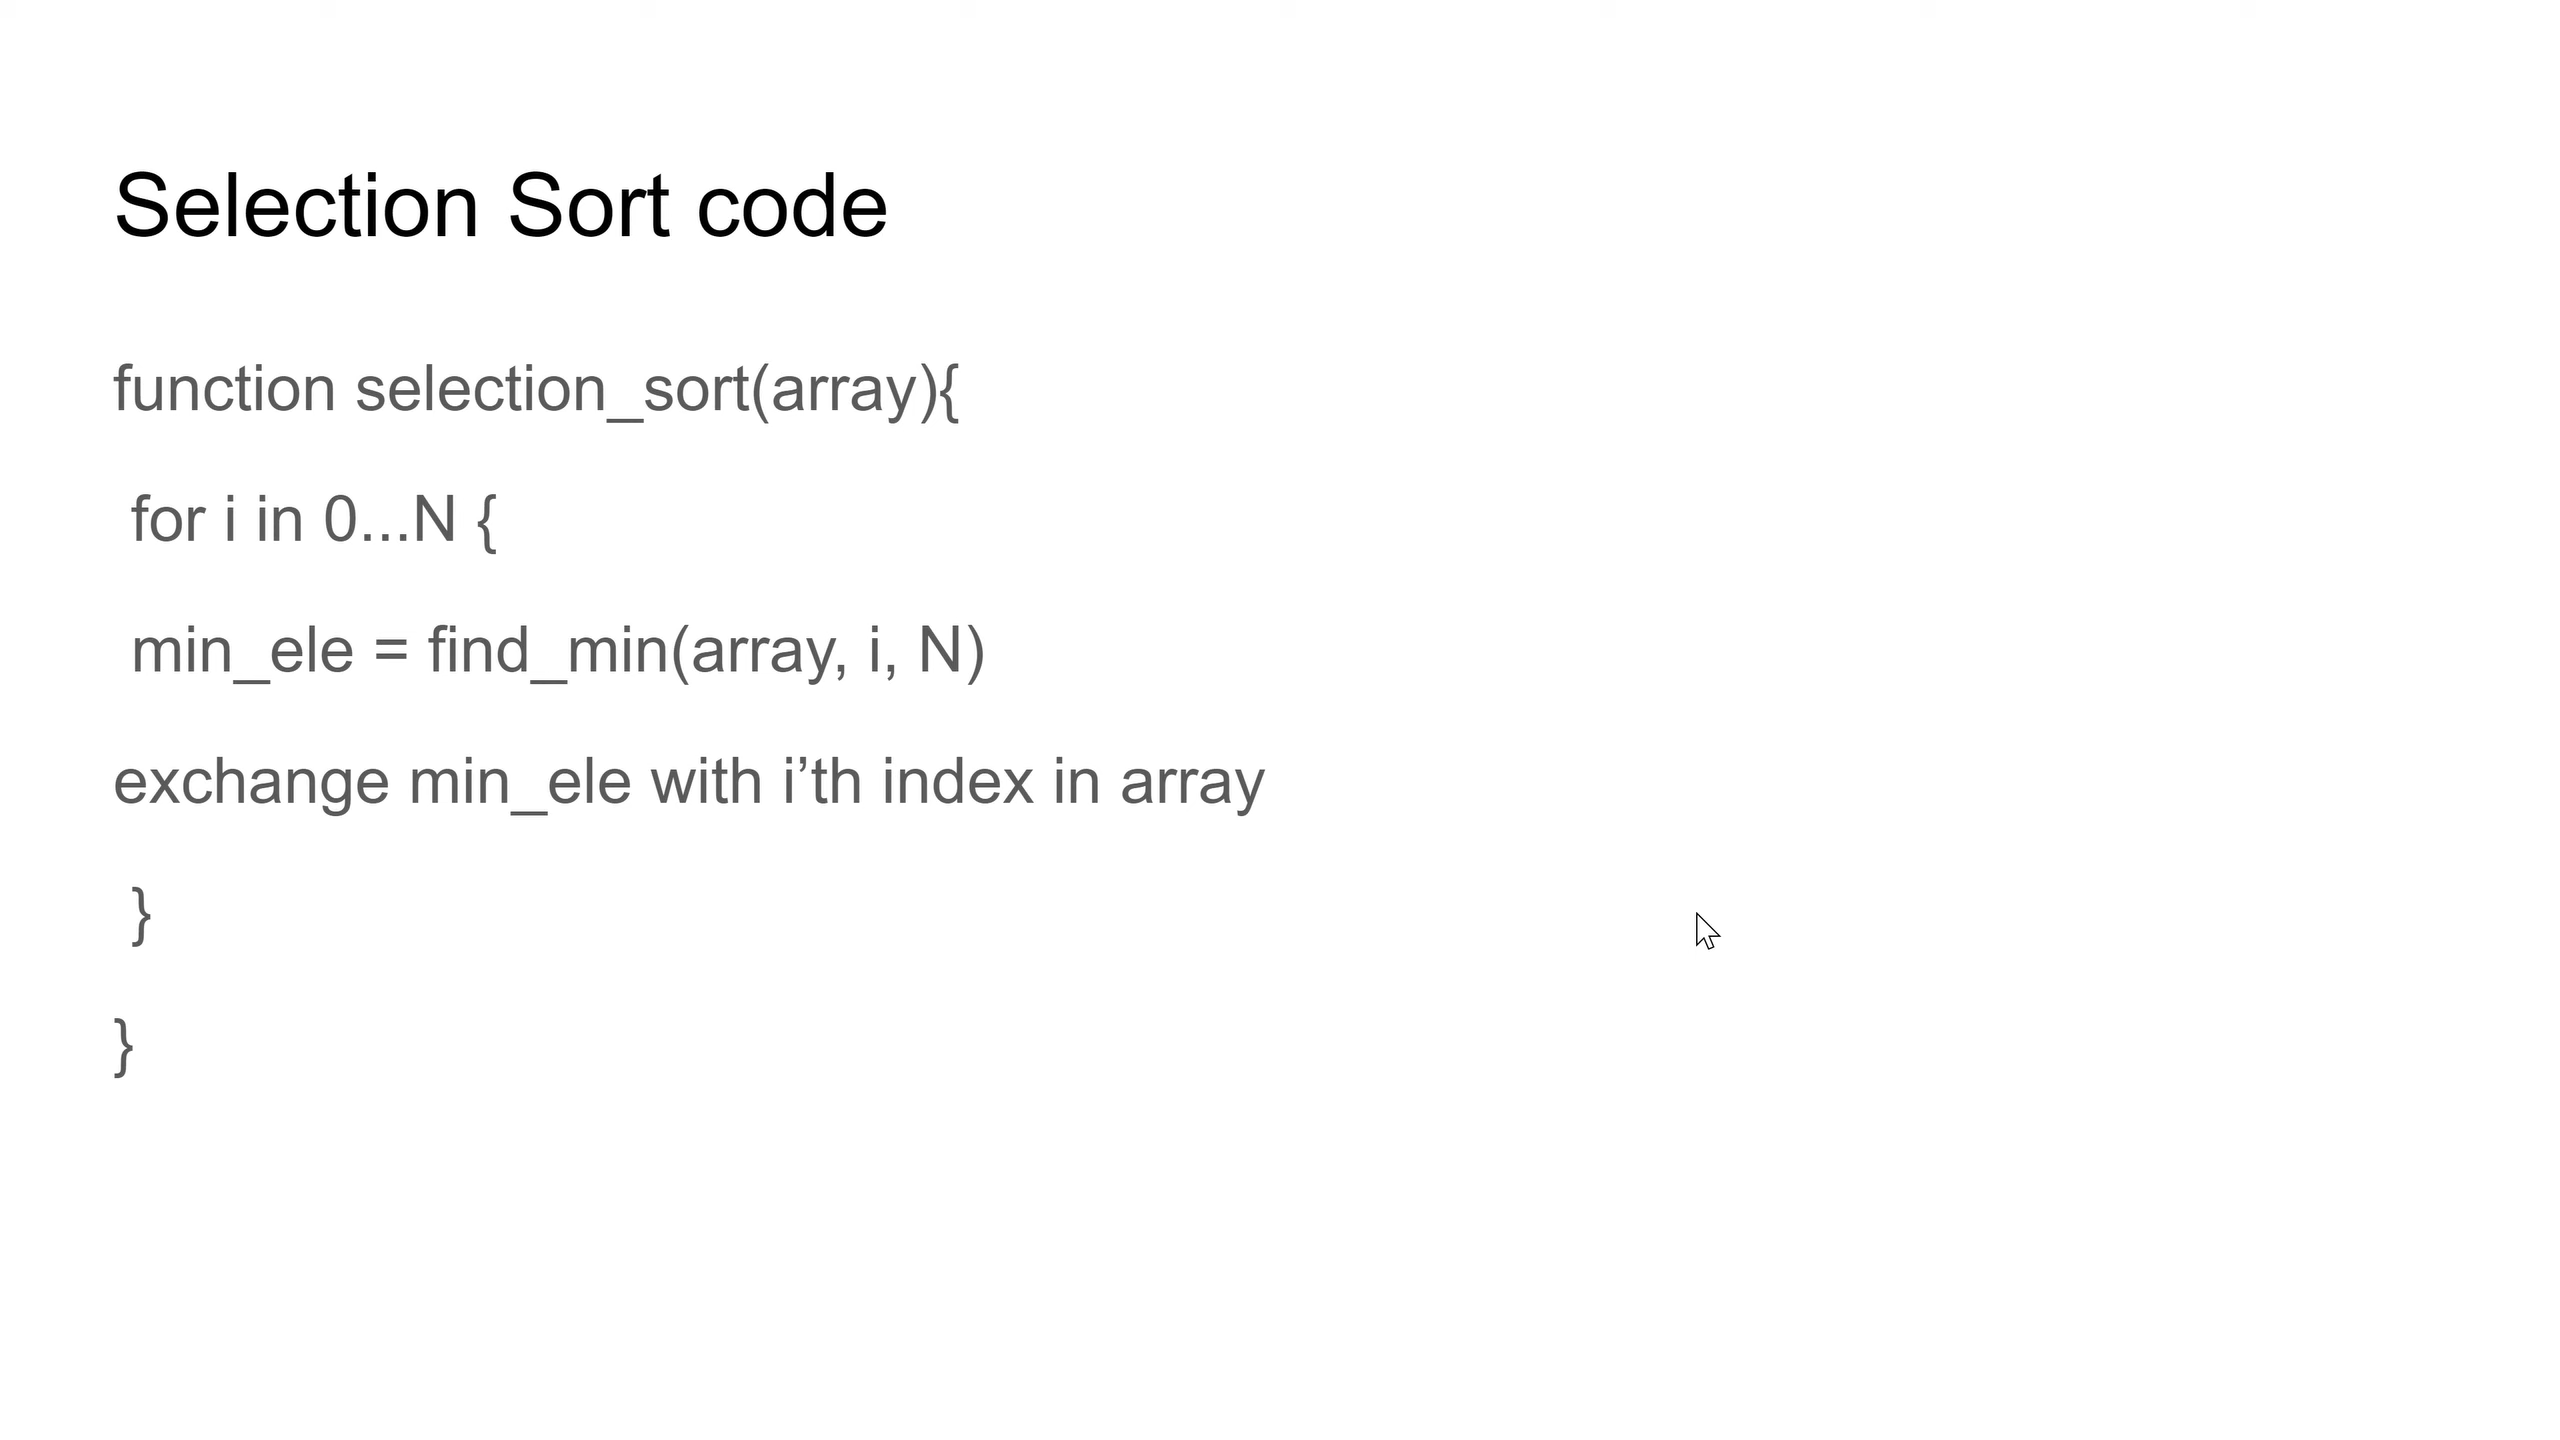 Selection Sort code
function selection_sort(array){
for i in 0...N {
min_ele = find_min(array, i, N)
exchange min_ele with i’th index in array
}
}